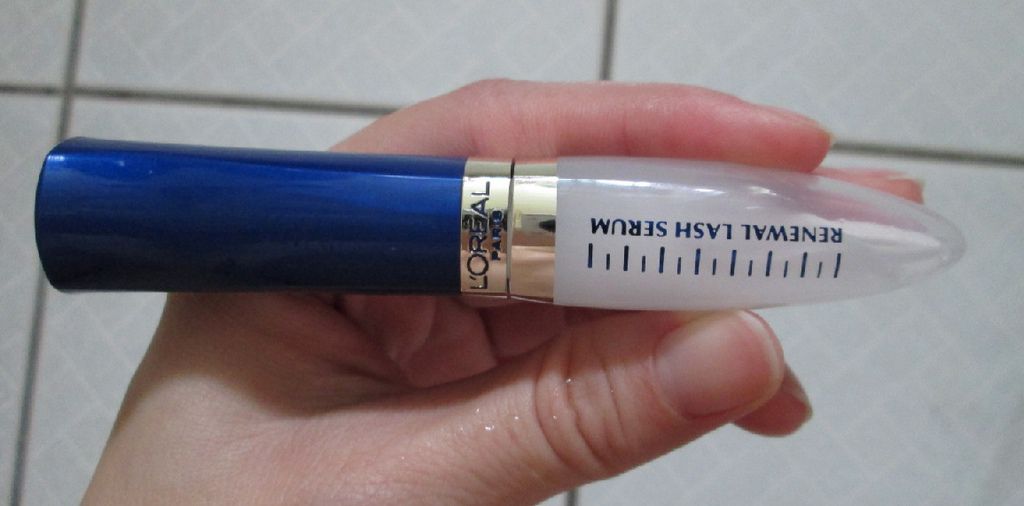 L'ORÉAL
PARIS
RENEWAL LASH SERUM